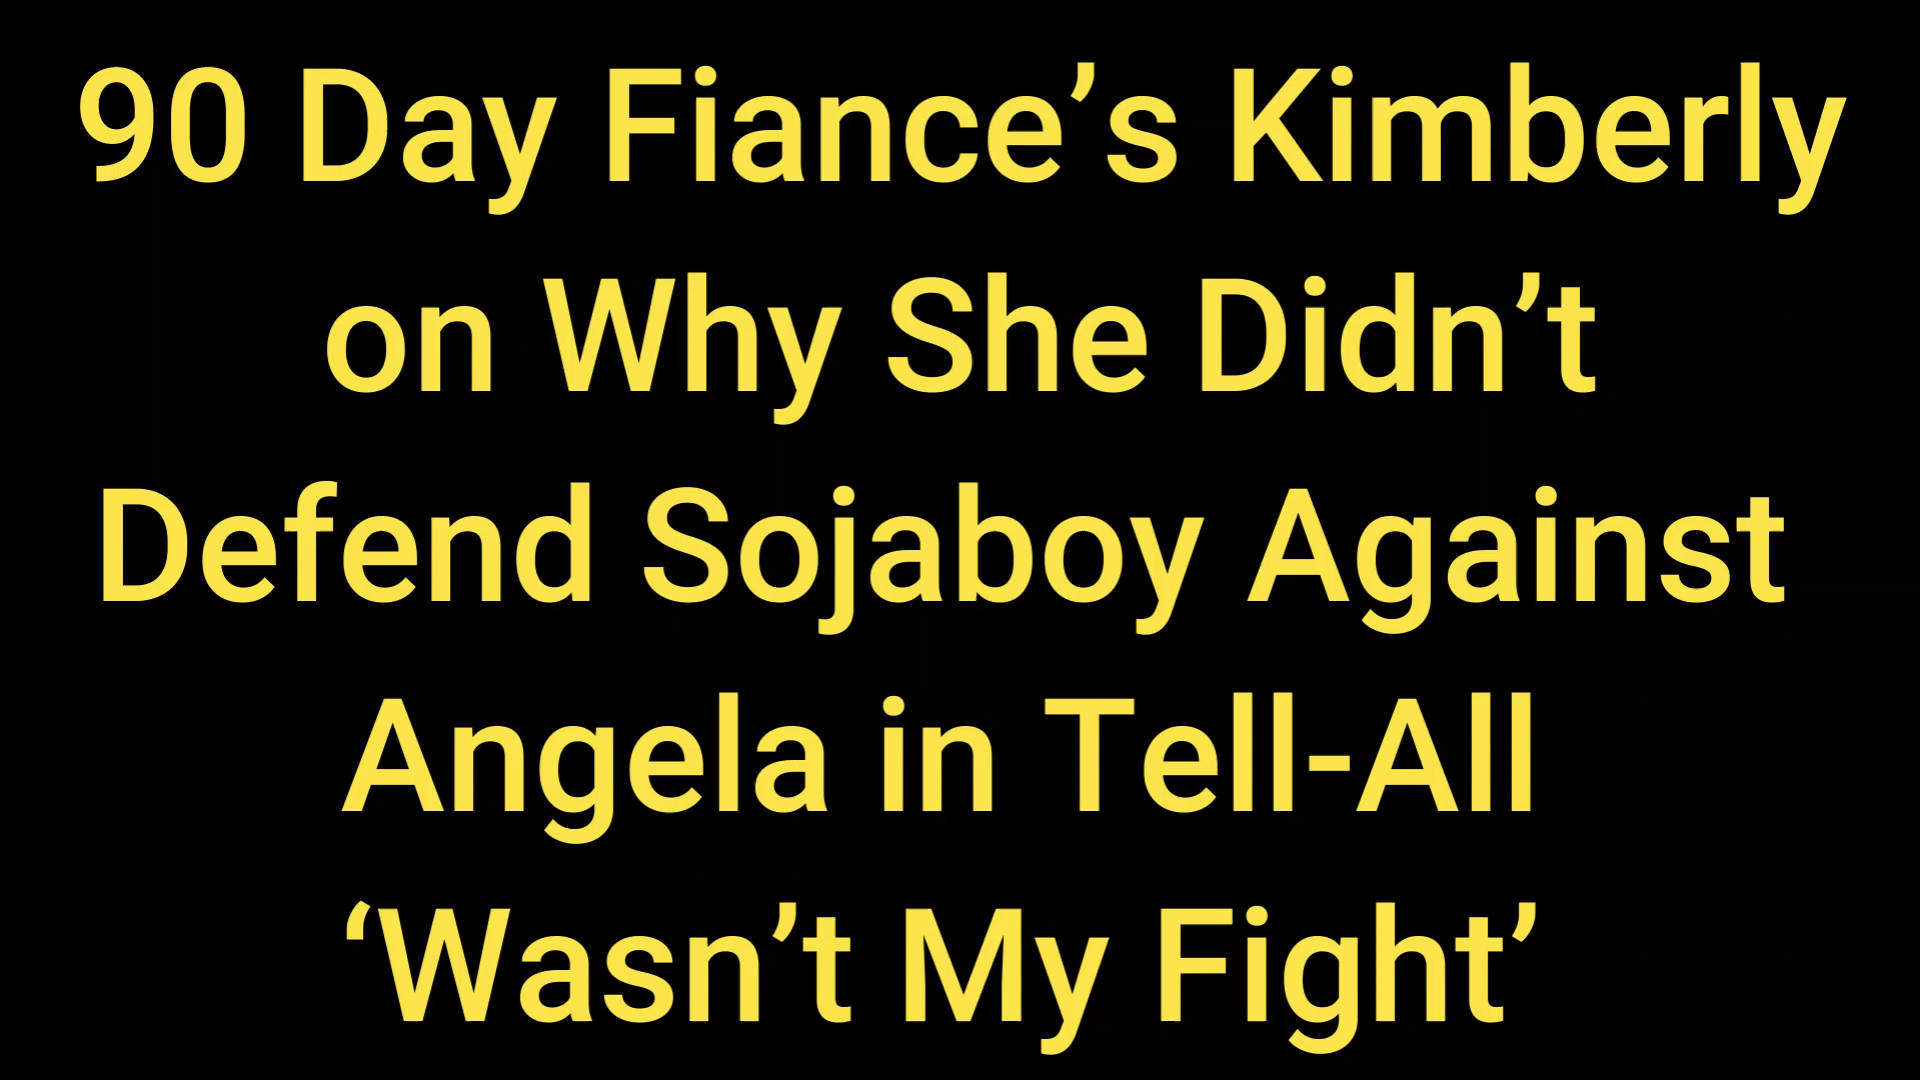 90 Day Fiance’s Kimberly
on Why She Didn’t
Defend Sojaboy Against
Angela in Tell-All
‘Wasn’t My Fight’